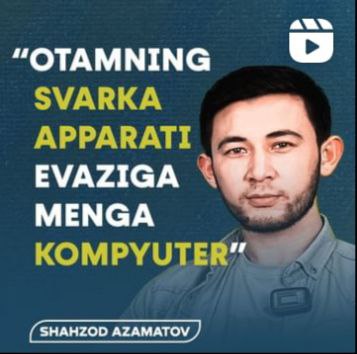 “OTAMNING
SVARKA
APPARATI
EVAZIGA
MENGA
KOMPYUTER”
SHAHZOD AZAMATOV